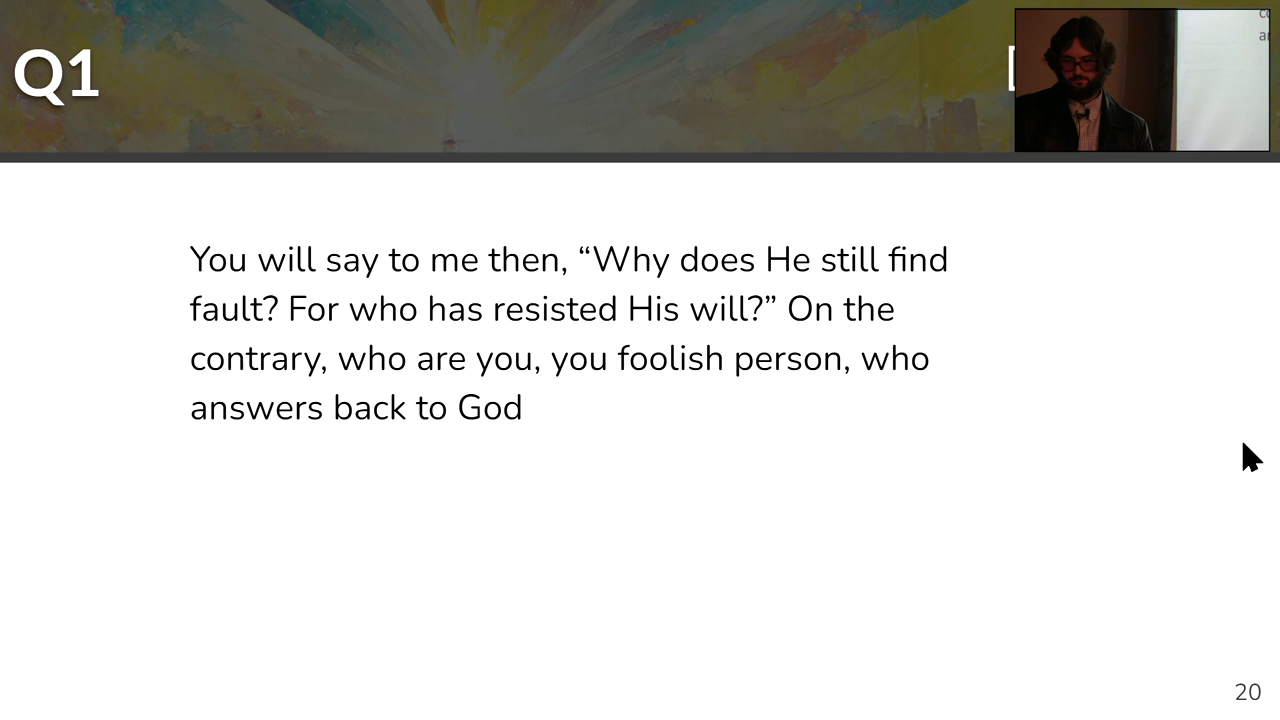 Q1
You will say to me then, “Why does He still find
fault? For who has resisted His will?” On the
contrary, who are you, you foolish person, who
answers back to God
20